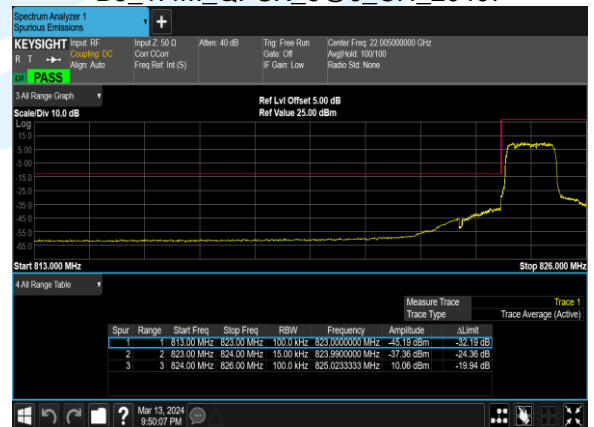 Spectrum Analyzer 1
Spurious Emissions
KEYSIGHT Input: RF Input Z: 50 Ω Atten: 40 dB Trig: Free Run Center Freq: 22.005000000 GHz
R T Coupling: DC Corr CCorr Gate: Off Avg|Hold: 100/100
Align: Auto Freq Ref: Int (S) IF Gain: Low Radio Std: None
LV PASS
3 All Range Graph
Ref Lvl Offset 5.00 dB
Scale/Div 10.0 dB Ref Value 25.00 dBm
Log
15.0
5.00
-5.00
-15.0
-25.0
-35.0
-45.0
-55.0
-65.0
Start 813.000 MHz Stop 826.000 MHz
4 All Range Table
Measure Trace Trace 1
Trace Type Trace Average (Active)
Spur Range Start Freq Stop Freq RBW Frequency Amplitude ΔLimit
1 1 813.00 MHz 823.00 MHz 100.0 kHz 823.0000000 MHz -45.19 dBm -32.19 dB
2 2 823.00 MHz 824.00 MHz 15.00 kHz 823.9900000 MHz -37.36 dBm -24.36 dB
3 3 824.00 MHz 826.00 MHz 100.0 kHz 825.0233333 MHz 10.06 dBm -19.94 dB
? Mar 13, 2024
9:50:07 PM